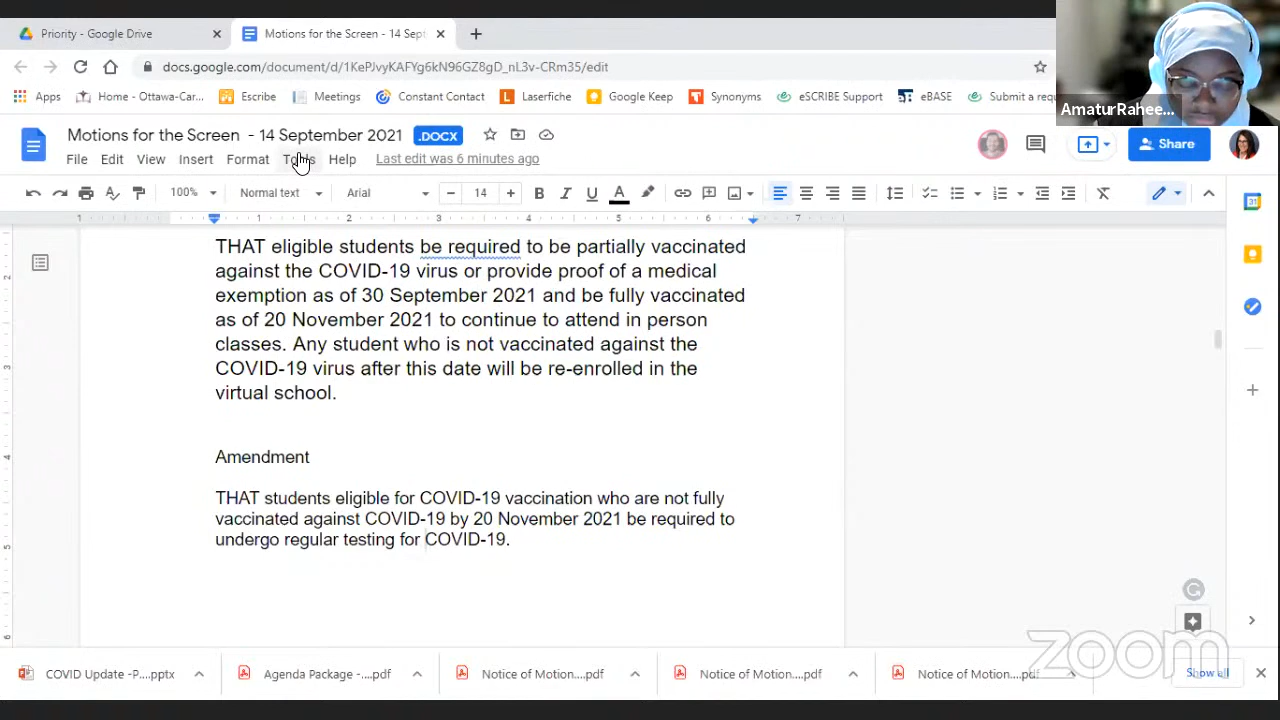 Priority - Google Drive
Motions for the Screen - 14 Sept
docs.google.com/document/d/1KePJvyKAFYg6kN96GZ8gD_nL3v-CRm35/edit
Apps
Home - Ottawa-Car...
Escribe
Meetings
Constant Contact
Laserfiche
Google Keep
Synonyms
eSCRIBE Support
eBASE
Submit a requ
AmaturRahee...
Motions for the Screen - 14 September 2021
.DOCX
Share
File Edit View Insert Format Tools Help
Last edit was 6 minutes ago
100%
Normal text
Arial
14
1 1 2 3 4 5 6 7
THAT eligible students be required to be partially vaccinated
against the COVID-19 virus or provide proof of a medical
exemption as of 30 September 2021 and be fully vaccinated
as of 20 November 2021 to continue to attend in person
classes. Any student who is not vaccinated against the
COVID-19 virus after this date will be re-enrolled in the
virtual school.
Amendment
THAT students eligible for COVID-19 vaccination who are not fully
vaccinated against COVID-19 by 20 November 2021 be required to
undergo regular testing for COVID-19.
zoom
COVID Update -P....pptx
Agenda Package -....pdf
Notice of Motion....pdf
Notice of Motion....pdf
Notice of Motion....pdf
Show all